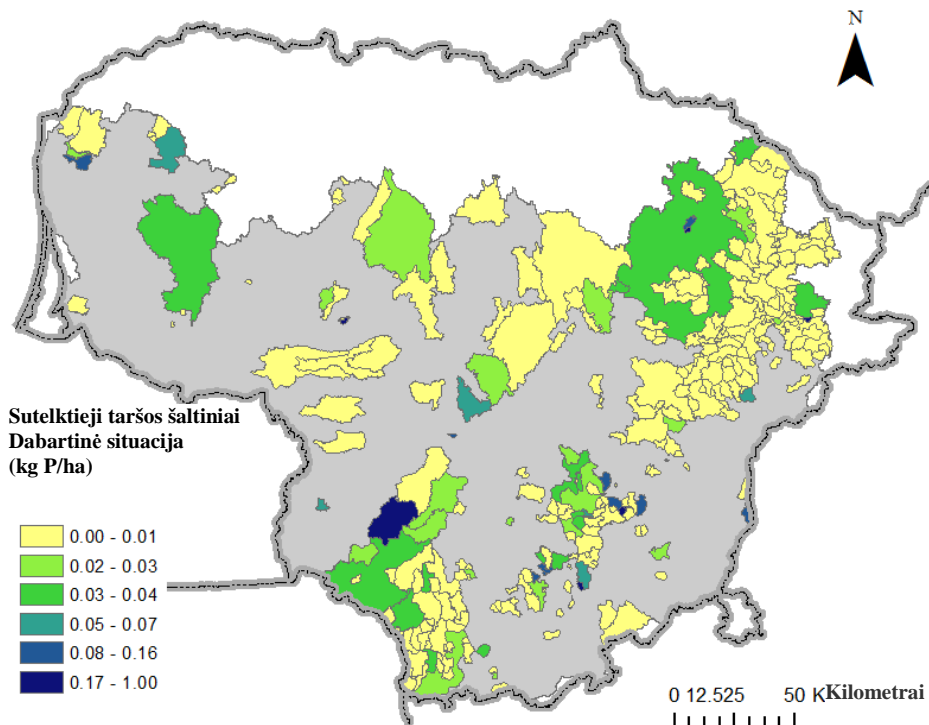 N
Sutelktieji taršos šaltiniai
Dabartinė situacija
(kg P/ha)
0.00 - 0.01
0.02 - 0.03
0.03 - 0.04
0.05 - 0.07
0.08 - 0.16
0.17 - 1.00
0 12.525 50 KKilometrai